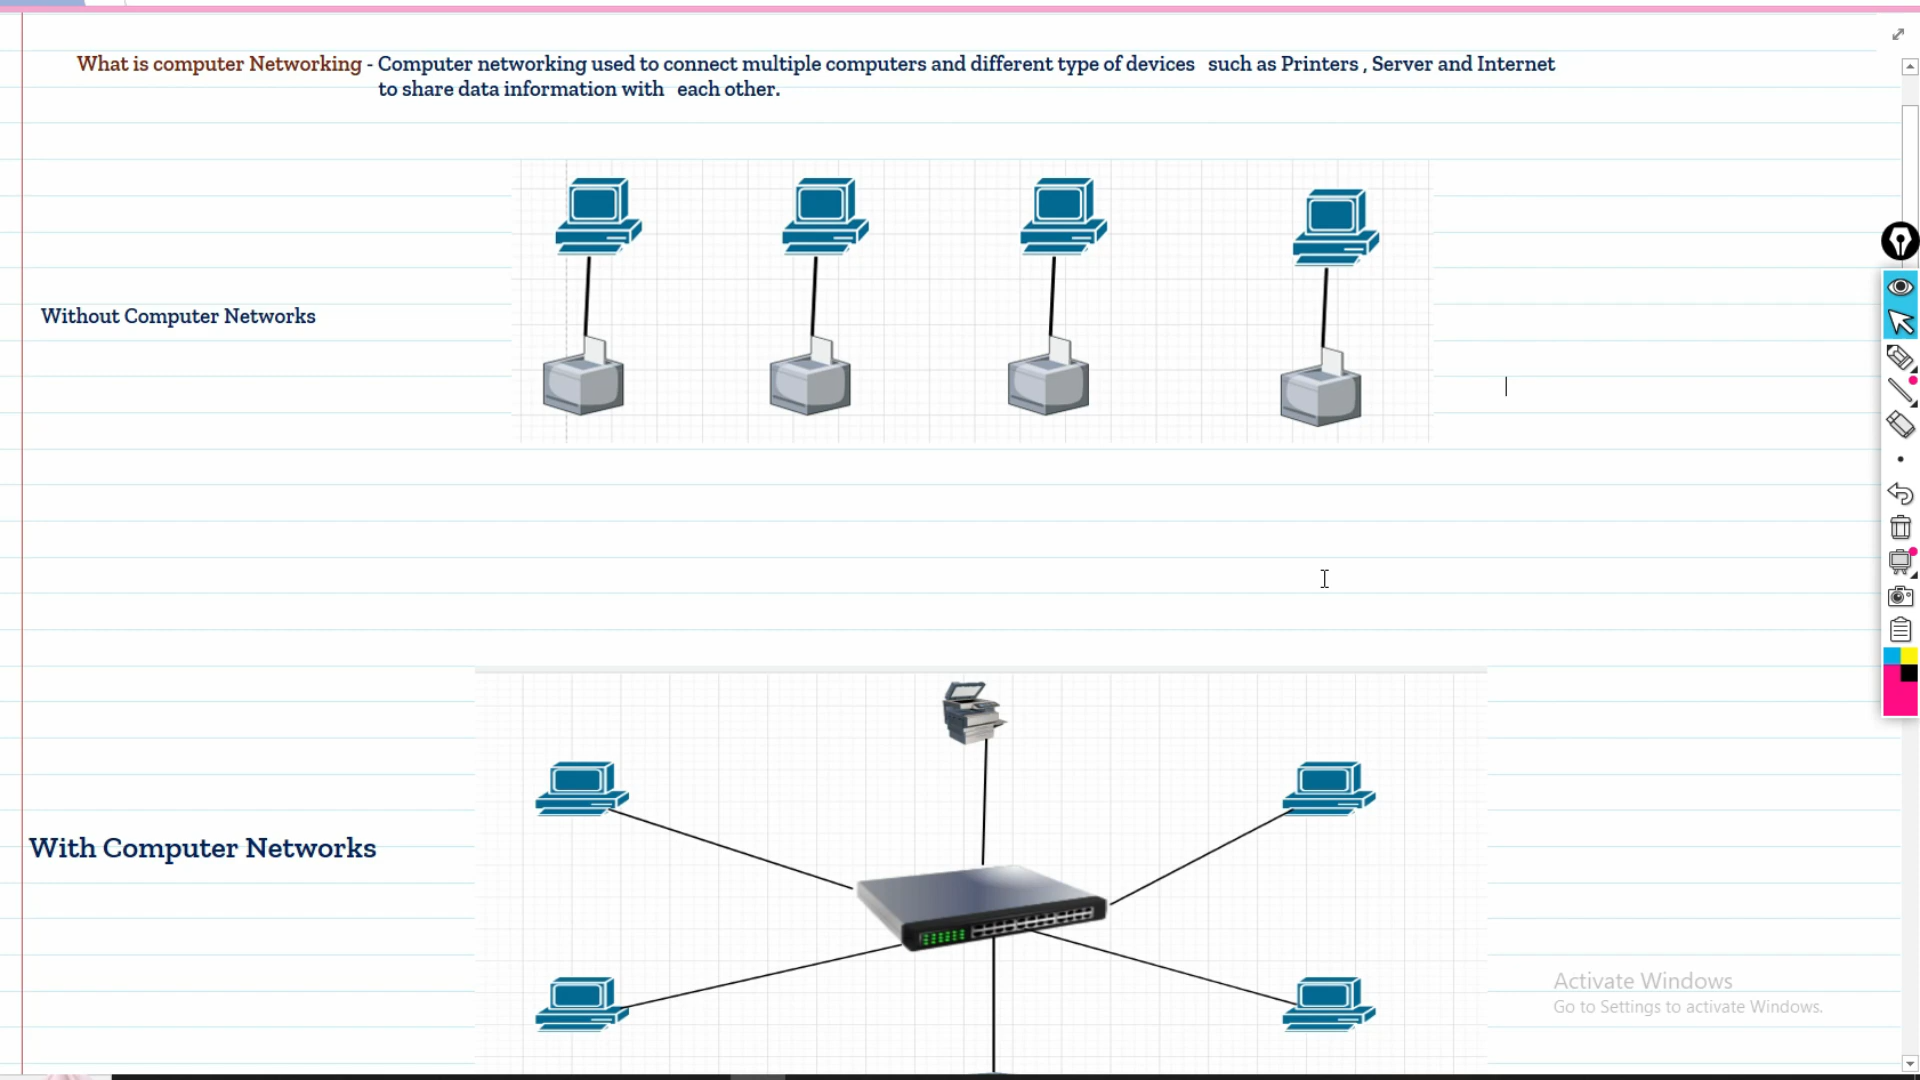 What is computer Networking - Computer networking used to connect multiple computers and different type of devices such as Printers , Server and Internet
to share data information with each other.
Without Computer Networks
With Computer Networks
Activate Windows
Go to Settings to activate Windows.